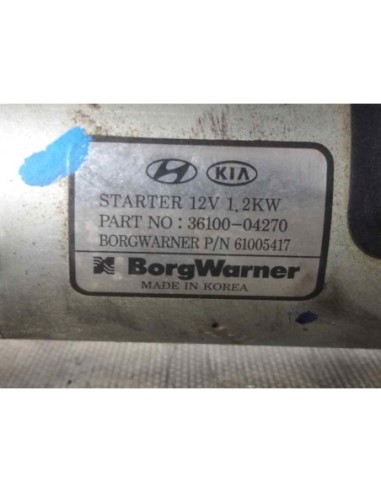 KIA
STARTER 12V 1.2KW
PART NO : 36100-04270
BORGWARNER P/N 61005417
BorgWarner
MADE IN KOREA